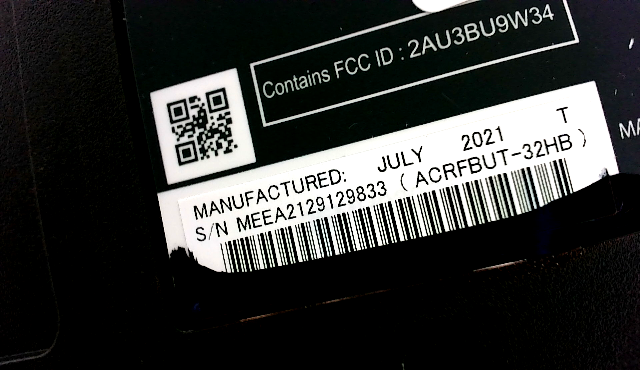 Contains FCC ID : 2AU3BU9W34
MANUFACTURED: JULY 2021 T
S/N MEEA2129129833 ( ACRFBUT-32HB )